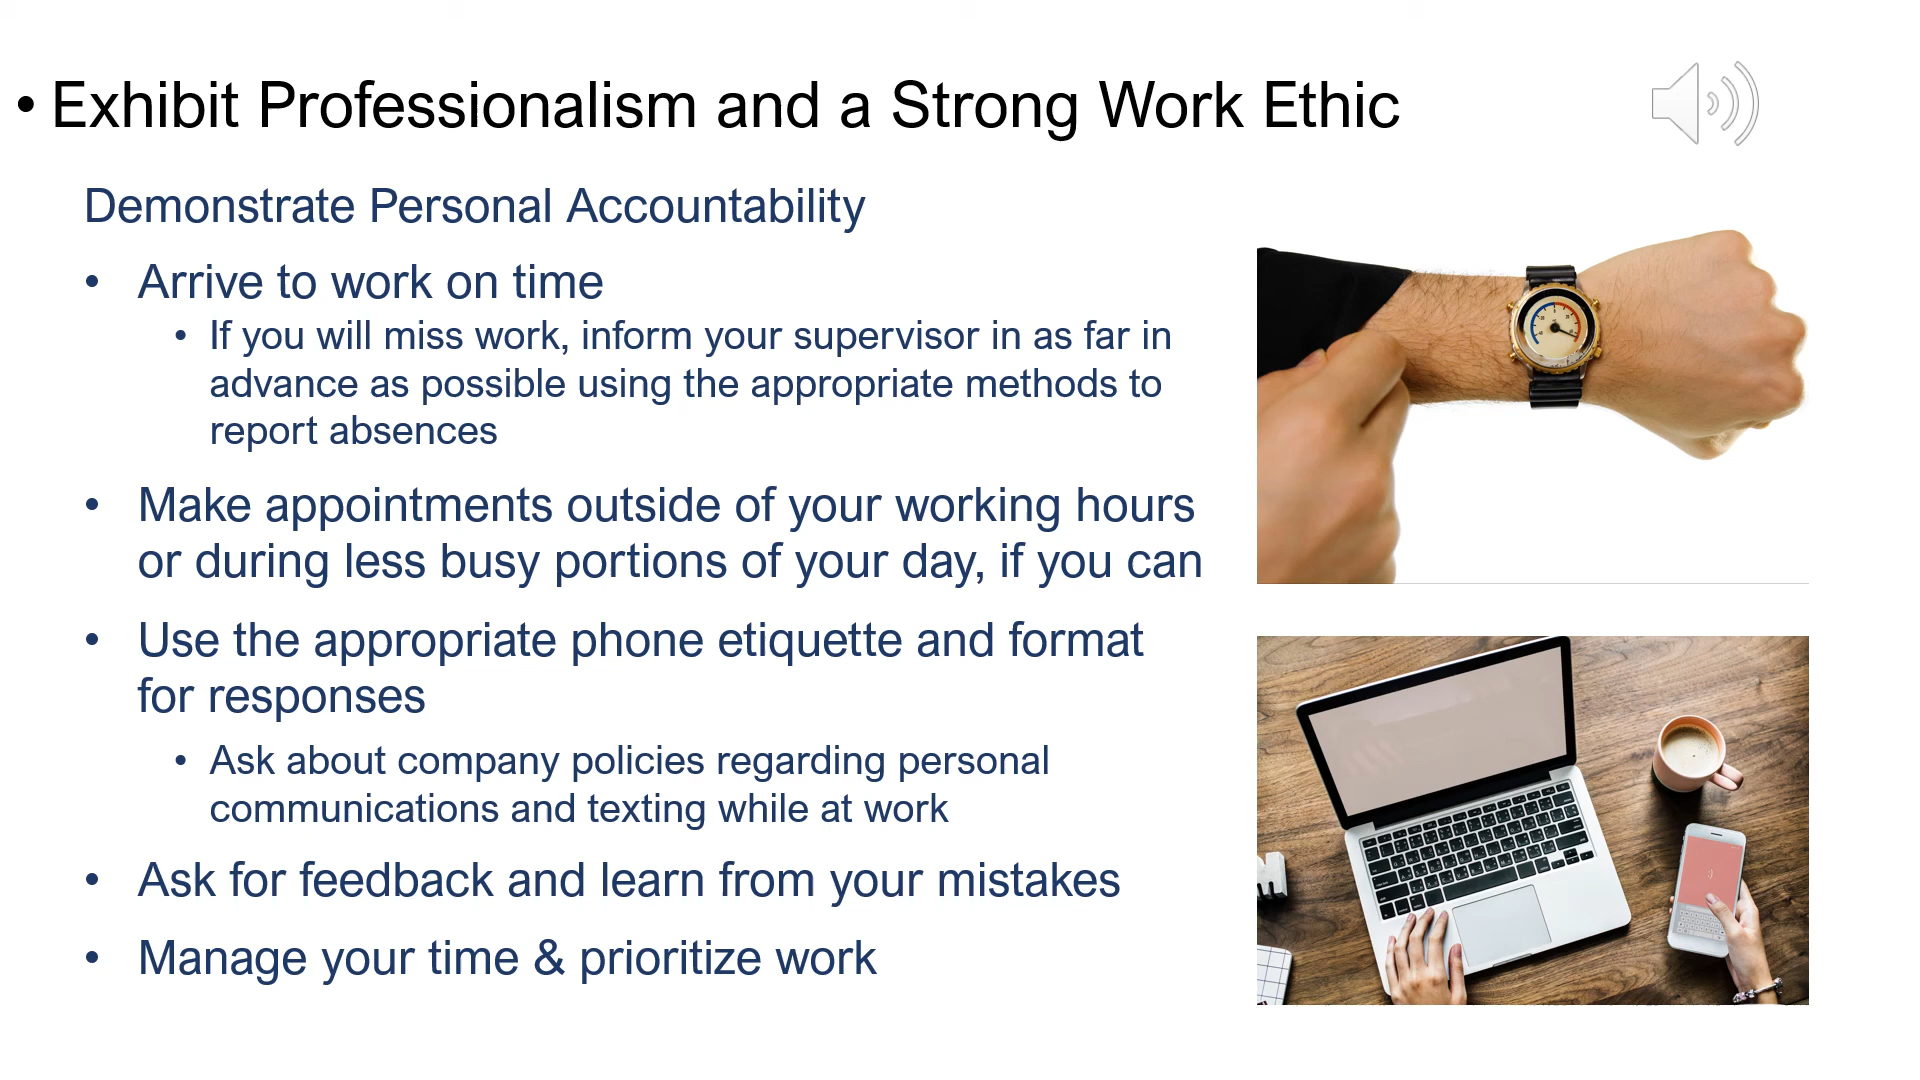 • Exhibit Professionalism and a Strong Work Ethic
Demonstrate Personal Accountability
• Arrive to work on time
• If you will miss work, inform your supervisor in as far in
advance as possible using the appropriate methods to
report absences
• Make appointments outside of your working hours
or during less busy portions of your day, if you can
• Use the appropriate phone etiquette and format
for responses
• Ask about company policies regarding personal
communications and texting while at work
• Ask for feedback and learn from your mistakes
• Manage your time & prioritize work